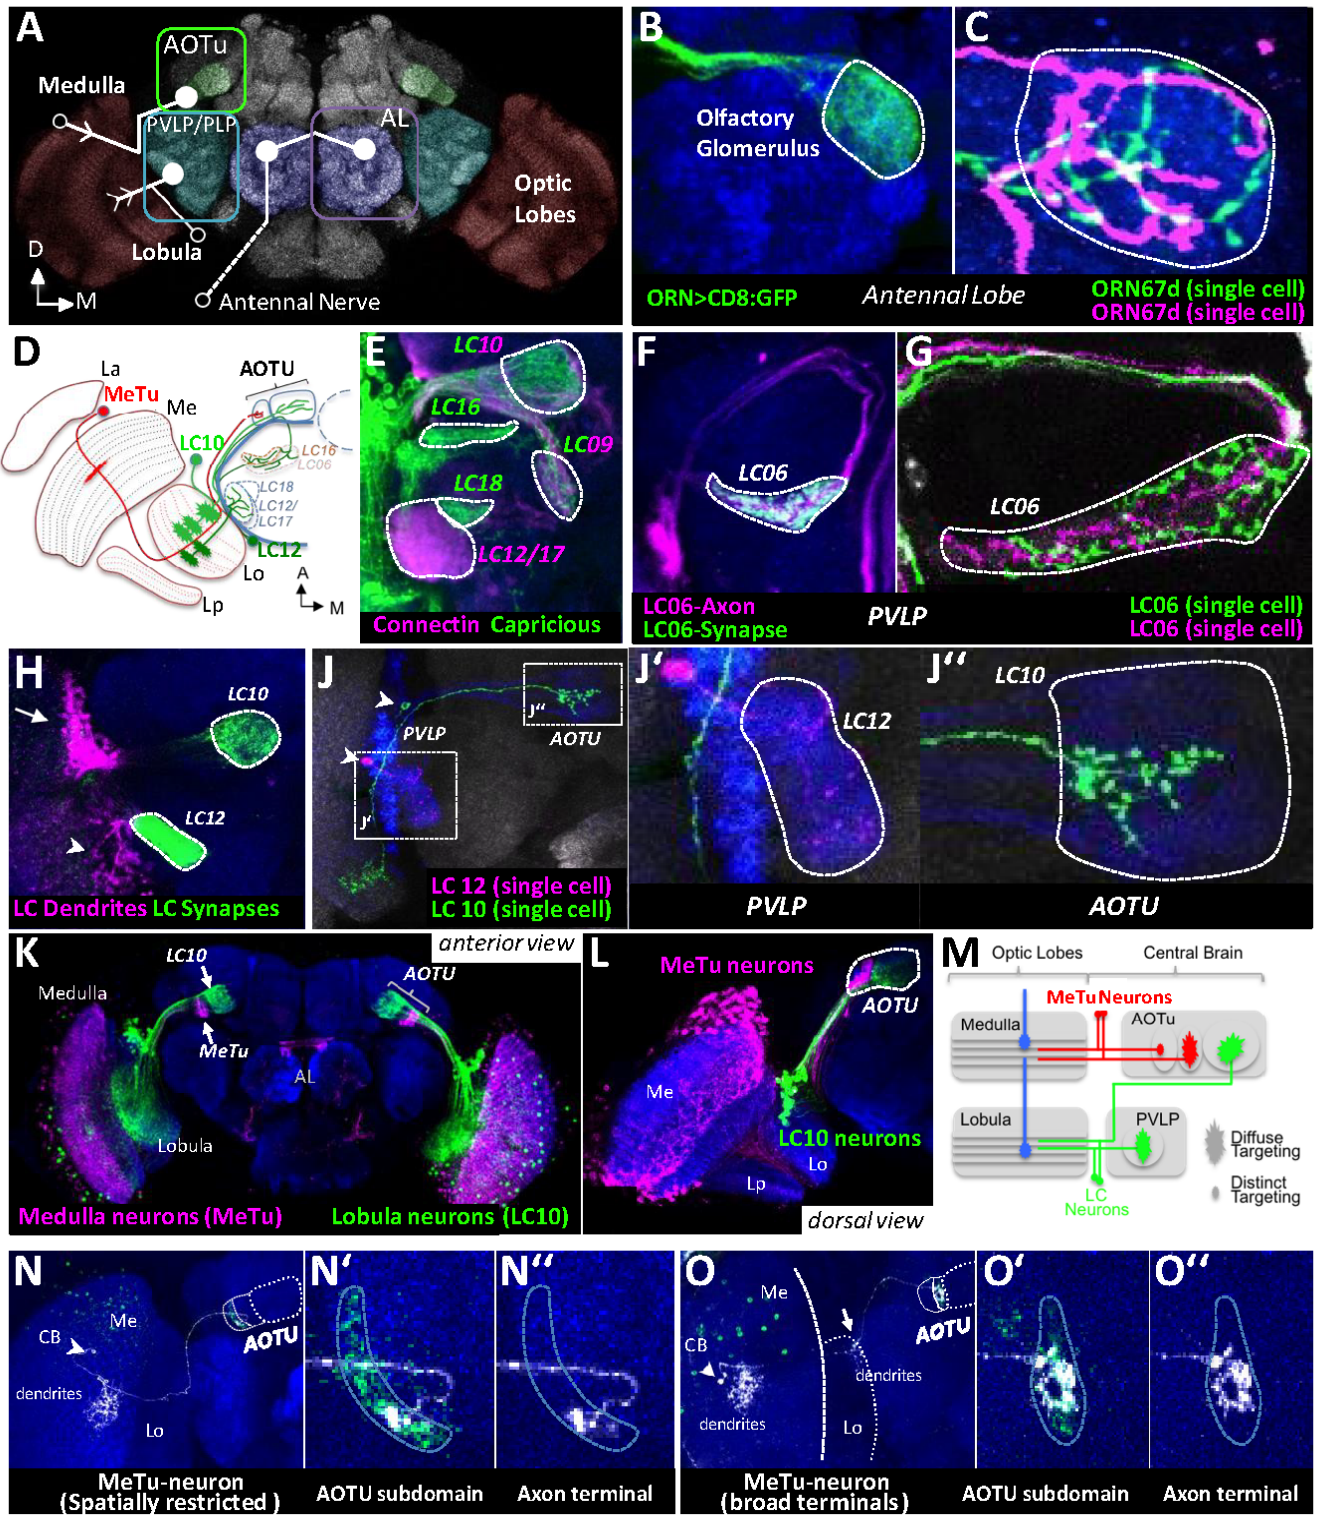 A
AOTu
Medulla
PVLP/PLP
AL
Optic
Lobes
Lobula
D
M
Antennal Nerve
B
Olfactory
Glomerulus
ORN>CD8:GFP
Antennal Lobe
C
ORN67d (single cell)
ORN67d (single cell)
D
La
AOTU
MeTu
Me
LC10
LC16
LC06
LC18
LC12/
LC17
LC12
Lo
Lp
A
M
E
LC10
LC16
LC09
LC18
LC12/17
Connectin Capricious
F
LC06
LC06-Axon
LC06-Synapse
PVLP
G
LC06
LC06 (single cell)
LC06 (single cell)
H
LC10
LC12
LC Dendrites LC Synapses
J
J“
PVLP
AOTU
J‘
LC 12 (single cell)
LC 10 (single cell)
J‘
LC12
PVLP
J“
LC10
AOTU
K
anterior view
LC10
AOTU
Medulla
MeTu
AL
Lobula
Medulla neurons (MeTu)
Lobula neurons (LC10)
L
MeTu neurons
AOTU
Me
LC10 neurons
Lo
Lp
dorsal view
M
Optic Lobes
Central Brain
MeTu Neurons
Medulla
AOTu
Lobula
PVLP
Diffuse
Targeting
LC
Neurons
Distinct
Targeting
N
Me
CB
AOTU
dendrites
Lo
MeTu-neuron
(Spatially restricted )
N‘
AOTU subdomain
N“
Axon terminal
O
Me
CB
AOTU
dendrites
dendrites
Lo
MeTu-neuron
(broad terminals)
O‘
AOTU subdomain
O“
Axon terminal